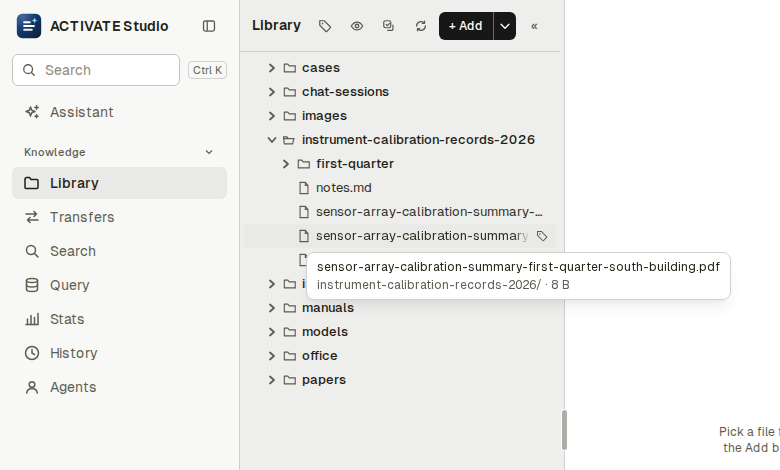 ACTIVATE Studio
Search
Ctrl K
Assistant
Knowledge
Library
Transfers
Search
Query
Stats
History
Agents
Library
+ Add
«
cases
chat-sessions
images
instrument-calibration-records-2026
first-quarter
notes.md
sensor-array-calibration-summary-...
sensor-array-calibration-summary
sensor-array-calibration-summary-first-quarter-south-building.pdf
instrument-calibration-records-2026/ · 8 B
manuals
models
office
papers
Pick a file
the Add b